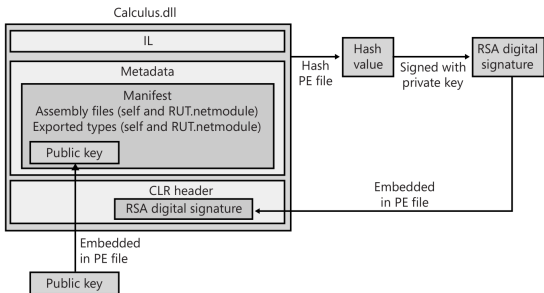 Calculus.dll
IL
Metadata
Manifest
Assembly files (self and RUT.netmodule)
Exported types (self and RUT.netmodule)
Public key
CLR header
RSA digital signature
Hash
PE file
Hash
value
Signed with
private key
RSA digital
signature
Embedded
in PE file
Embedded
in PE file
Public key